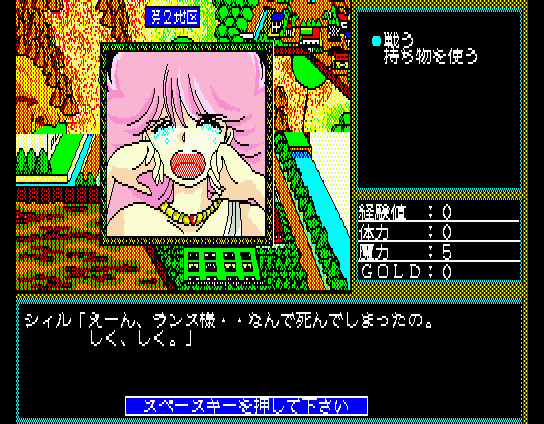 第2地区
戦う
持ち物を使う
経験値 : 0
体力 : 0
魔力 : 5
GOLD : 0
シィル「えーん、ランス様・・なんで死んでしまったの。
しく、しく。」
スペースキーを押して下さい